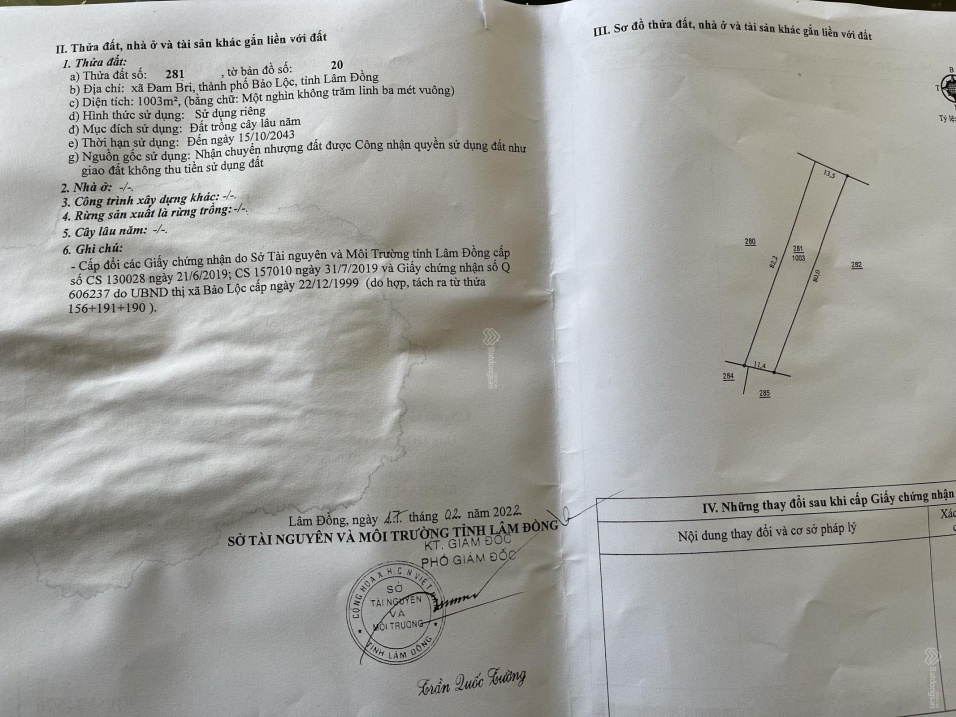 II. Thửa đất, nhà ở và tài sản khác gắn liền với đất
1. Thửa đất:
a) Thửa đất số: 281 , tờ bản đồ số: 20
b) Địa chỉ: xã Đam Bri, thành phố Bảo Lộc, tỉnh Lâm Đồng
c) Diện tích: 1003m², (bằng chữ: Một nghìn không trăm linh ba mét vuông)
d) Hình thức sử dụng: Sử dụng riêng
đ) Mục đích sử dụng: Đất trồng cây lâu năm
e) Thời hạn sử dụng: Đến ngày 15/10/2043
g) Nguồn gốc sử dụng: Nhận chuyển nhượng đất được Công nhận quyền sử dụng đất như
giao đất không thu tiền sử dụng đất
2. Nhà ở: -/-.
3. Công trình xây dựng khác: -/-.
4. Rừng sản xuất là rừng trồng: -/-.
5. Cây lâu năm: -/-.
6. Ghi chú:
- Cấp đổi các Giấy chứng nhận do Sở Tài nguyên và Môi Trường tỉnh Lâm Đồng cấp
số CS 130028 ngày 21/6/2019; CS 157010 ngày 31/7/2019 và Giấy chứng nhận số Q
606237 do UBND thị xã Bảo Lộc cấp ngày 22/12/1999 (do hợp, tách ra từ thửa
156+191+190 ).
Lâm Đồng, ngày 17 tháng 02 năm 2022
SỞ TÀI NGUYÊN VÀ MÔI TRƯỜNG TỈNH LÂM ĐỒNG
KT. GIÁM ĐỐC
PHÓ GIÁM ĐỐC
CỘNG HÒA X.H.C.N VIỆT
SỞ
TÀI NGUYÊN
VÀ
MÔI TRƯỜNG
TỈNH LÂM ĐỒNG
Trần Quốc Tường
III. Sơ đồ thửa đất, nhà ở và tài sản khác gắn liền với đất
B
T
Tỷ lệ
13,5
280
281
1003
282
82,2
80,0
11,4
284
285
IV. Những thay đổi sau khi cấp Giấy chứng nhận
Nội dung thay đổi và cơ sở pháp lý
Xác
Batdongsan
Batdongsan